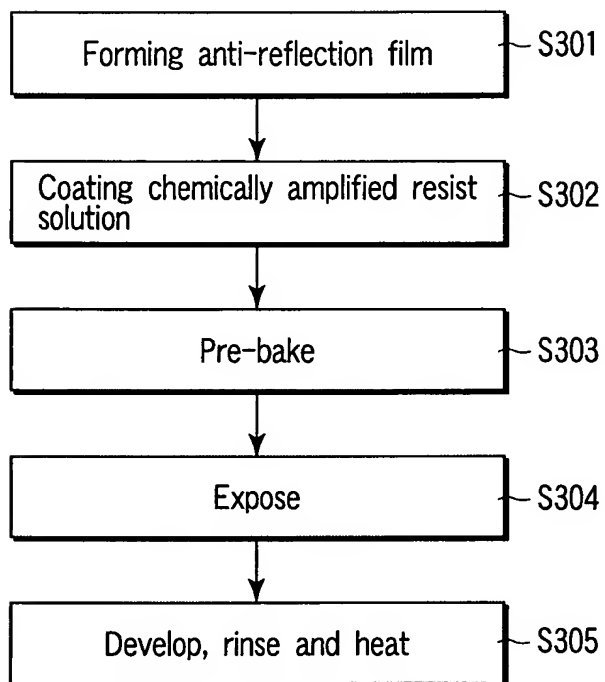 Forming anti-reflection film
S301
Coating chemically amplified resist
solution
S302
Pre-bake
S303
Expose
S304
Develop, rinse and heat
S305